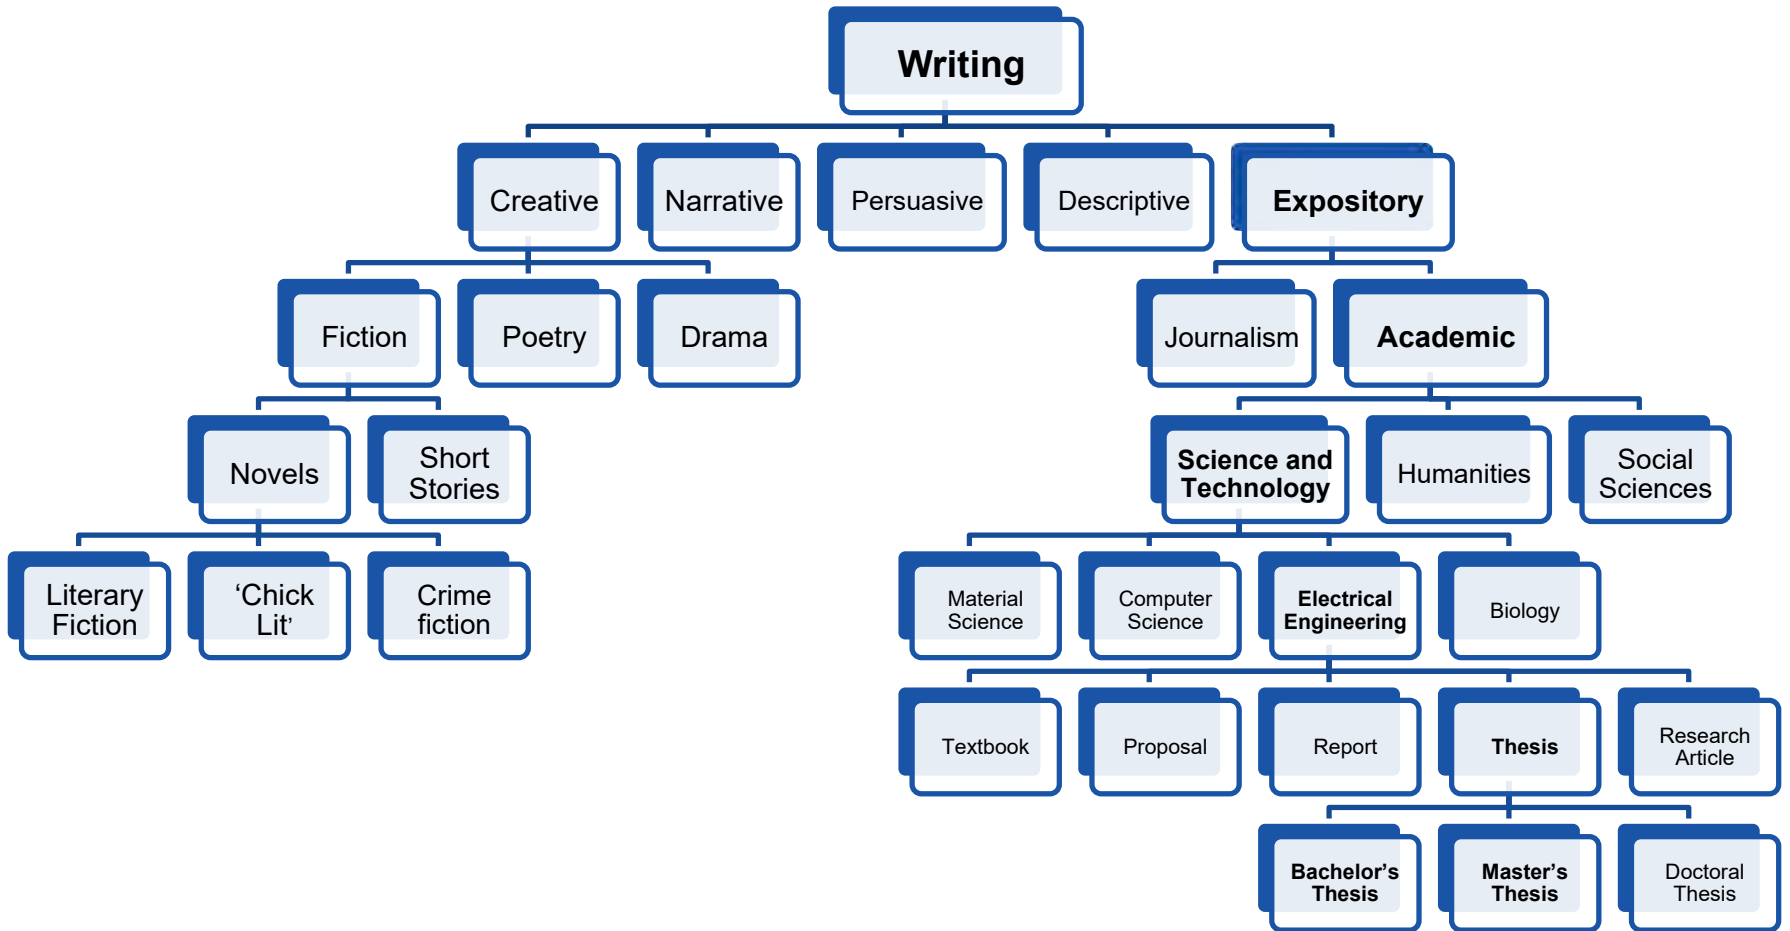 Writing
Creative
Narrative
Persuasive
Descriptive
Expository
Fiction
Poetry
Drama
Journalism
Academic
Novels
Short
Stories
Science and
Technology
Humanities
Social
Sciences
Literary
Fiction
‘Chick
Lit’
Crime
fiction
Material
Science
Computer
Science
Electrical
Engineering
Biology
Textbook
Proposal
Report
Thesis
Research
Article
Bachelor’s
Thesis
Master’s
Thesis
Doctoral
Thesis